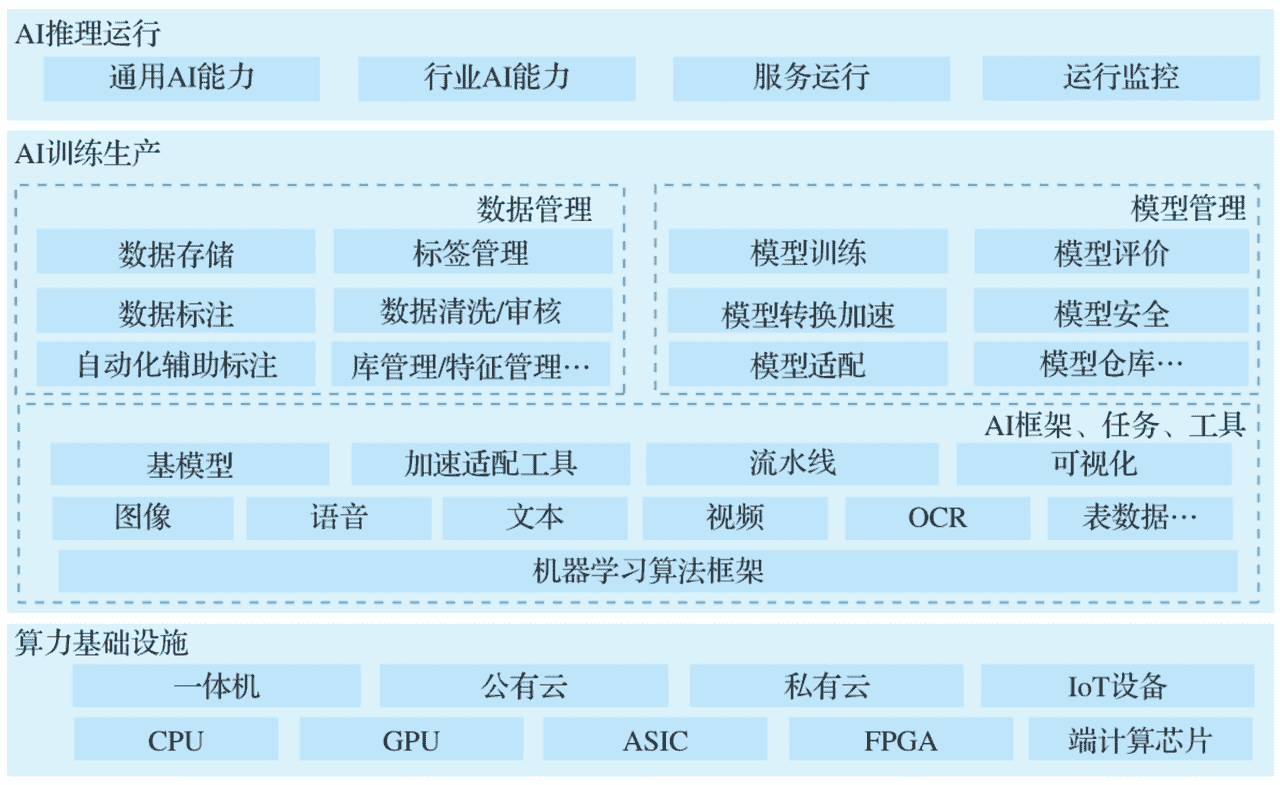 AI推理运行
通用AI能力 行业AI能力 服务运行 运行监控
AI训练生产
数据管理
数据存储 标签管理
数据标注 数据清洗/审核
自动化辅助标注 库管理/特征管理…
模型管理
模型训练 模型评价
模型转换加速 模型安全
模型适配 模型仓库…
AI框架、任务、工具
基模型 加速适配工具 流水线 可视化
图像 语音 文本 视频 OCR 表数据…
机器学习算法框架
算力基础设施
一体机 公有云 私有云 IoT设备
CPU GPU ASIC FPGA 端计算芯片